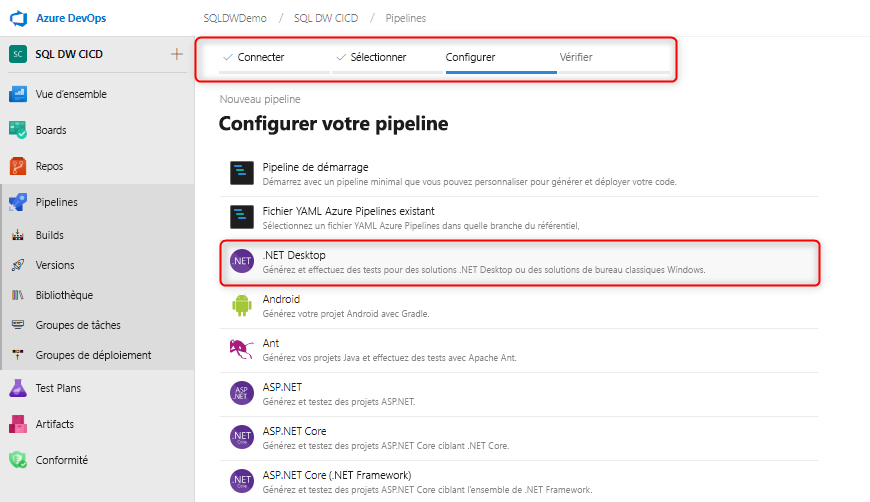 Azure DevOps
SQLDWDemo / SQL DW CICD / Pipelines
SC SQL DW CICD +
Connecter Sélectionner Configurer Vérifier
Vue d'ensemble
Boards
Repos
Pipelines
Builds
Versions
Bibliothèque
Groupes de tâches
Groupes de déploiement
Test Plans
Artifacts
Conformité
Nouveau pipeline
Configurer votre pipeline
Pipeline de démarrage
Démarrez avec un pipeline minimal que vous pouvez personnaliser pour générer et déployer votre code.
Fichier YAML Azure Pipelines existant
Sélectionnez un fichier YAML Azure Pipelines dans quelle branche du référentiel,
.NET
.NET Desktop
Générez et effectuez des tests pour des solutions .NET Desktop ou des solutions de bureau classiques Windows.
Android
Générez votre projet Android avec Gradle.
Ant
Générez vos projets Java et effectuez des tests avec Apache Ant.
ASP
.NET
ASP.NET
Générez et testez des projets ASP.NET.
.NET
Core
ASP.NET Core
Générez et testez des projets ASP.NET Core ciblant .NET Core.
.NET
Core
ASP.NET Core (.NET Framework)
Générez et testez des projets ASP.NET Core ciblant l'ensemble de .NET Framework.